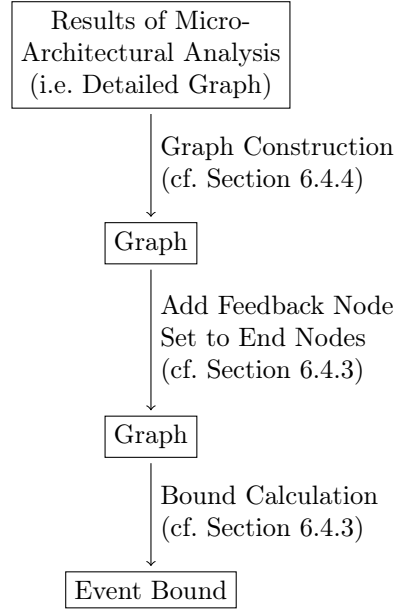 Results of Micro-
Architectural Analysis
(i.e. Detailed Graph)
Graph Construction
(cf. Section 6.4.4)
Graph
Add Feedback Node
Set to End Nodes
(cf. Section 6.4.3)
Graph
Bound Calculation
(cf. Section 6.4.3)
Event Bound